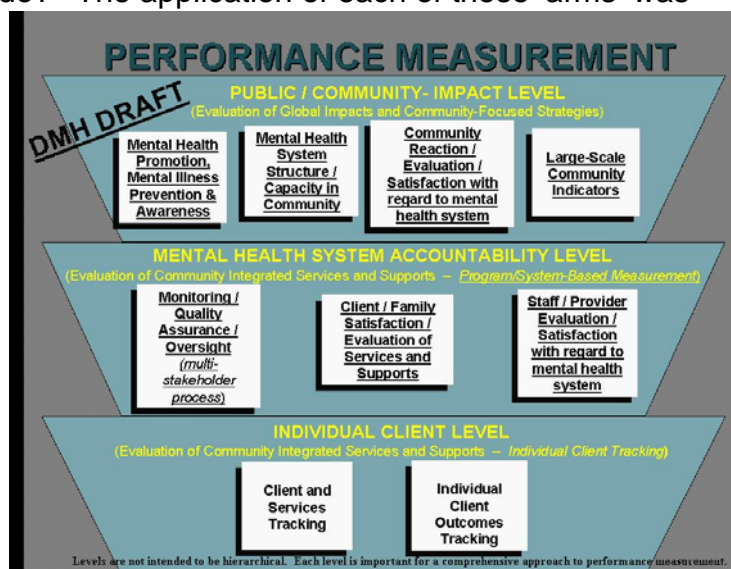 The application of each of these "arms" was
PERFORMANCE MEASUREMENT
DMH DRAFT
PUBLIC / COMMUNITY- IMPACT LEVEL
(Evaluation of Global Impacts and Community-Focused Strategies)
Mental Health
Promotion,
Mental Illness
Prevention &
Awareness
Mental Health
System
Structure /
Capacity in
Community
Community
Reaction /
Evaluation /
Satisfaction with
regard to mental
health system
Large-Scale
Community
Indicators
MENTAL HEALTH SYSTEM ACCOUNTABILITY LEVEL
(Evaluation of Community Integrated Services and Supports – Program/System-Based Measurement)
Monitoring /
Quality
Assurance /
Oversight
(multi-
stakeholder
process)
Client / Family
Satisfaction /
Evaluation of
Services and
Supports
Staff / Provider
Evaluation /
Satisfaction
with regard to
mental health
system
INDIVIDUAL CLIENT LEVEL
(Evaluation of Community Integrated Services and Supports – Individual Client Tracking)
Client and
Services
Tracking
Individual
Client
Outcomes
Tracking
Levels are not intended to be hierarchical. Each level is important for a comprehensive approach to performance measurement.